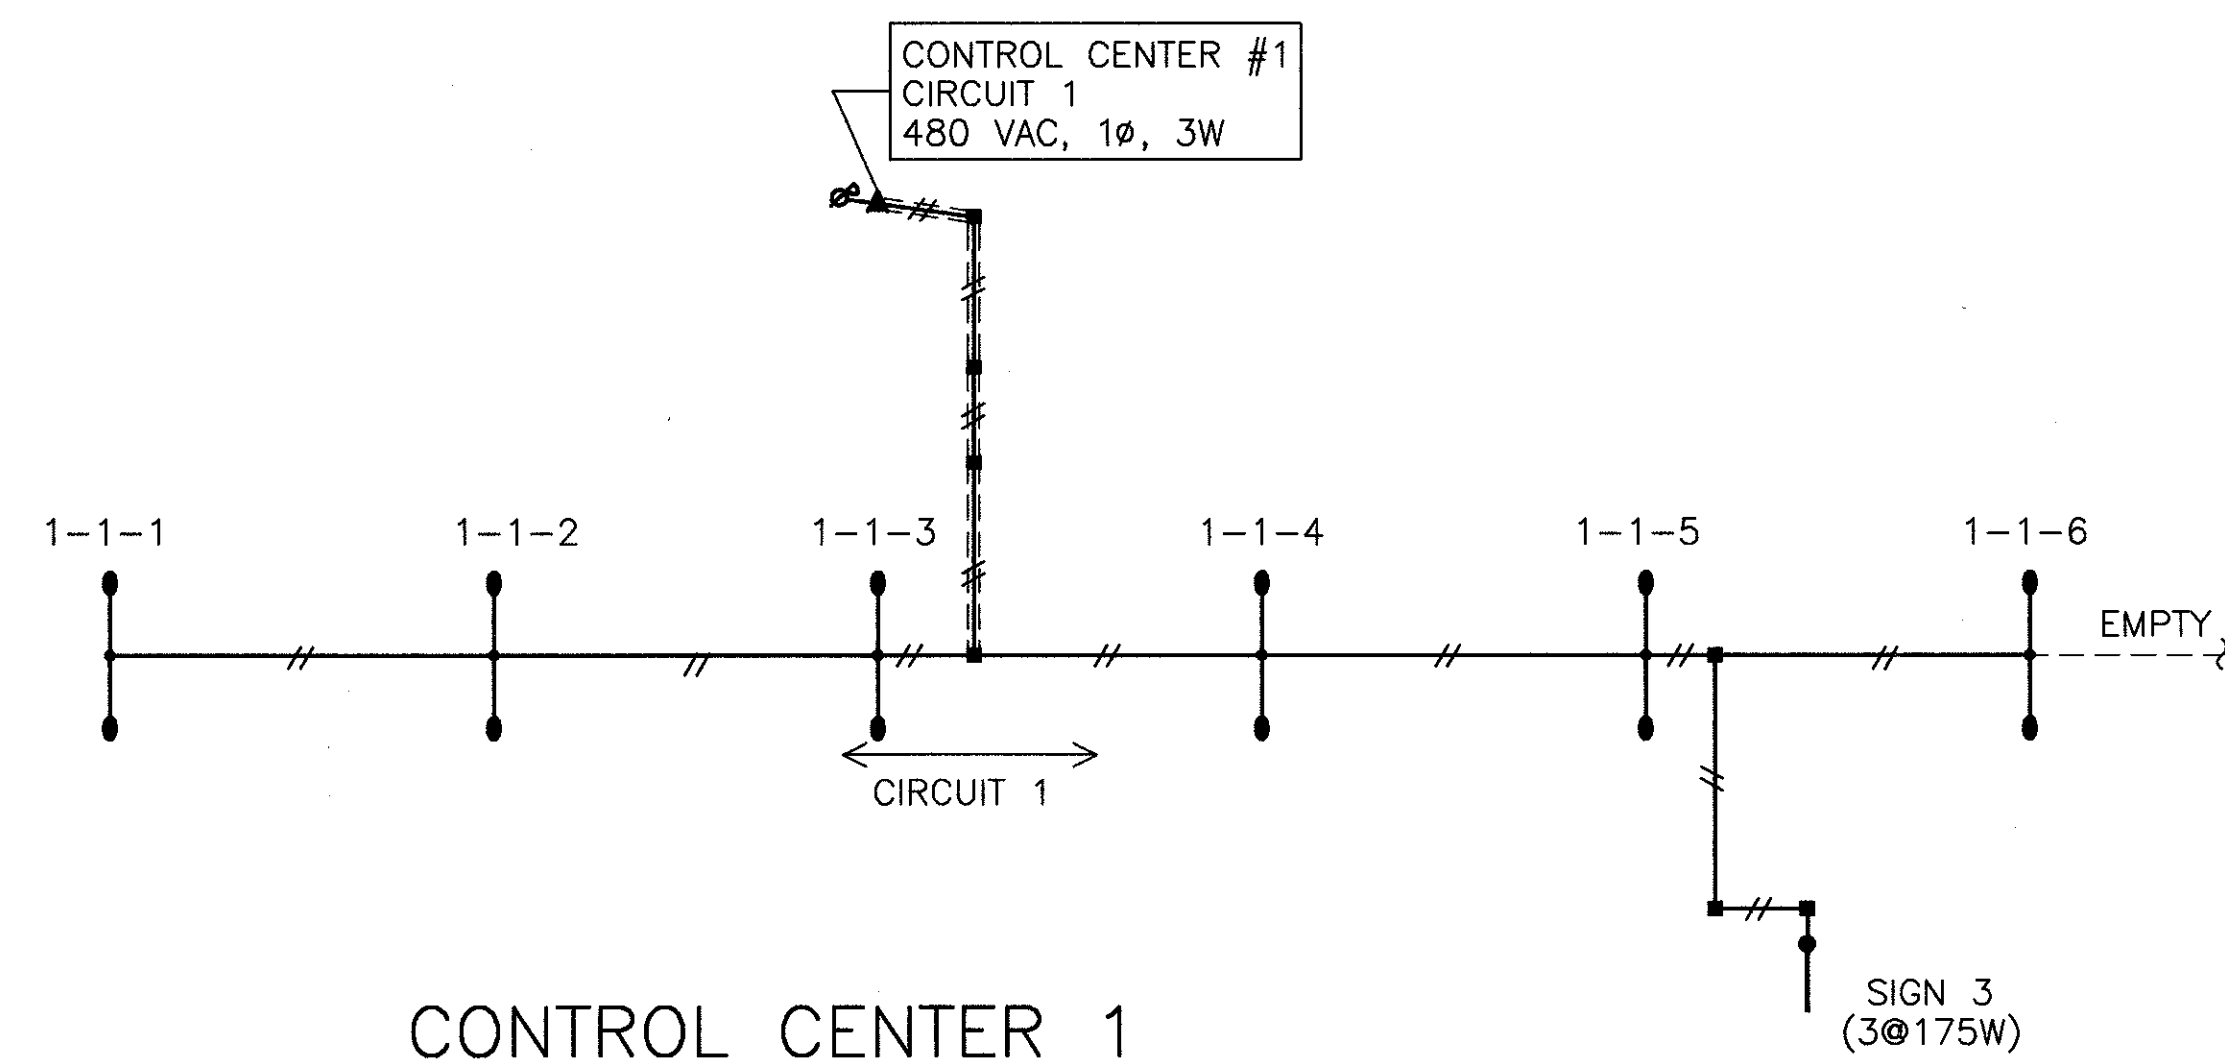 CONTROL CENTER #1
CIRCUIT 1
480 VAC, 1ø, 3W
1-1-1
1-1-2
1-1-3
1-1-4
1-1-5
1-1-6
EMPTY
CIRCUIT 1
SIGN 3
(3@175W)
CONTROL CENTER 1